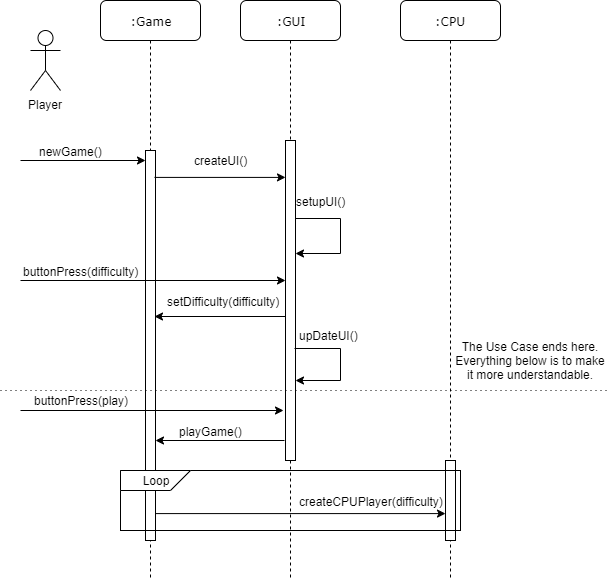 :Game
:GUI
:CPU
Player
newGame()
createUI()
setupUI()
buttonPress(difficulty)
setDifficulty(difficulty)
upDateUI()
The Use Case ends here.
Everything below is to make
it more understandable.
buttonPress(play)
playGame()
Loop
createCPUPlayer(difficulty)